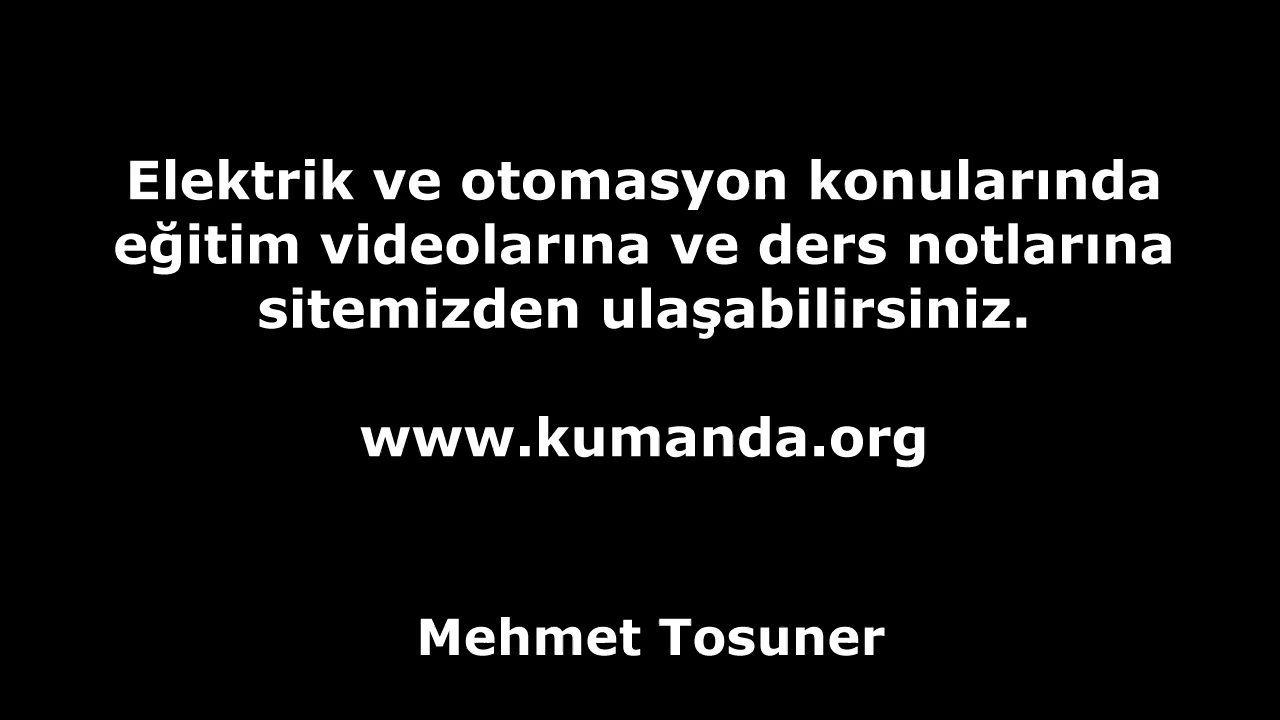 Elektrik ve otomasyon konularında
eğitim videolarına ve ders notlarına
sitemizden ulaşabilirsiniz.
www.kumanda.org
Mehmet Tosuner